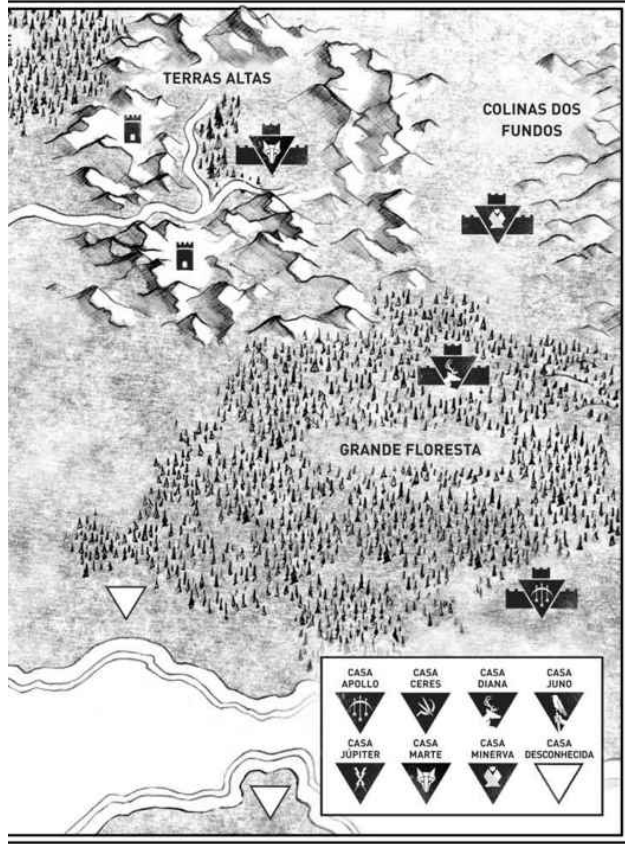 TERRAS ALTAS
COLINAS DOS
FUNDOS
GRANDE FLORESTA
CASA
APOLLO
CASA
CERES
CASA
DIANA
CASA
JUNO
CASA
JÚPITER
CASA
MARTE
CASA
MINERVA
CASA
DESCONHECIDA